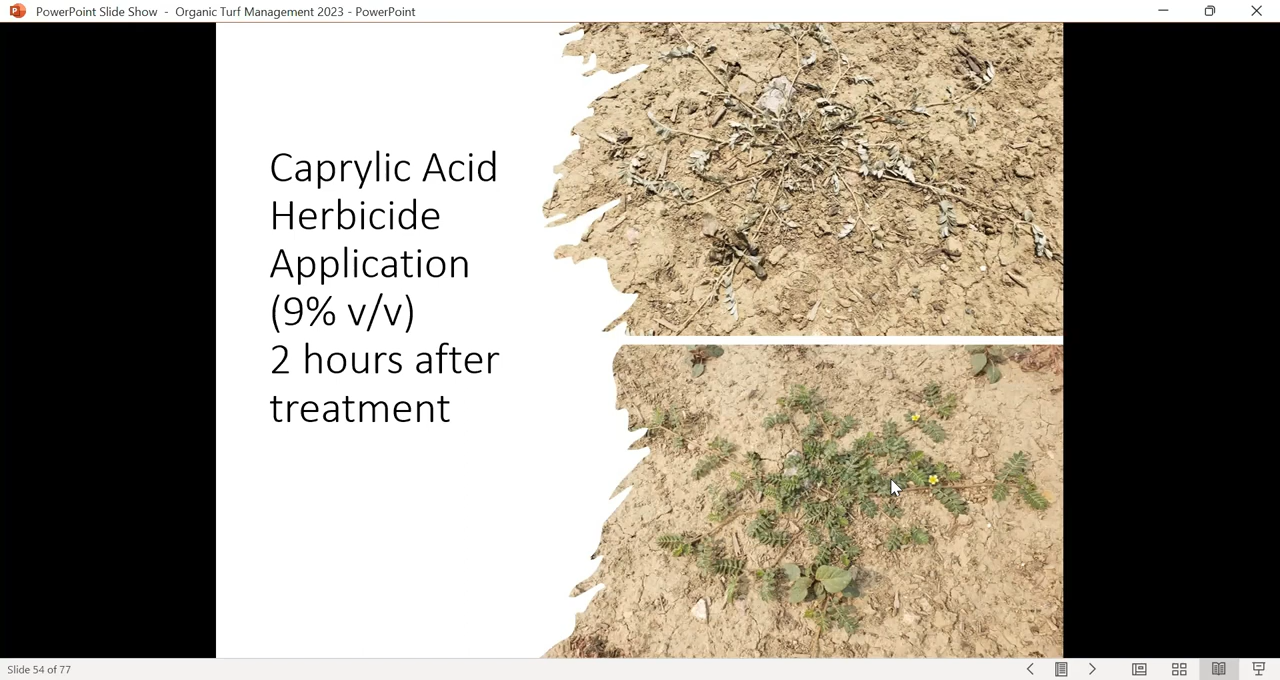 PowerPoint Slide Show - Organic Turf Management 2023 - PowerPoint
Caprylic Acid
Herbicide
Application
(9% v/v)
2 hours after
treatment
Slide 54 of 77